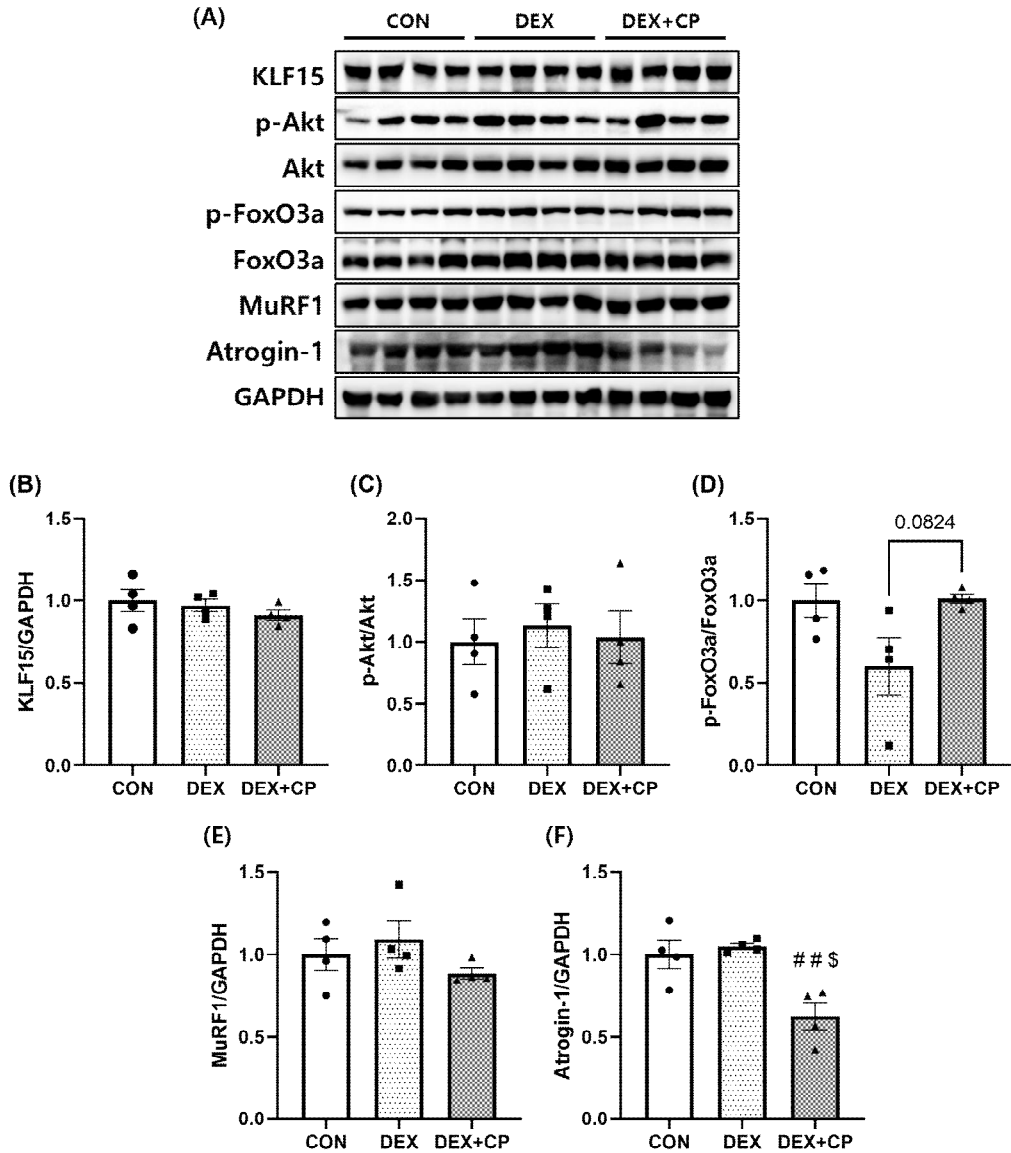 (A)
CON DEX DEX+CP
KLF15
p-Akt
Akt
p-FoxO3a
FoxO3a
MuRF1
Atrogin-1
GAPDH
(B)
KLF15/GAPDH
1.5
1.0
0.5
0.0
CON DEX DEX+CP
(C)
p-Akt/Akt
2.0
1.5
1.0
0.5
0.0
CON DEX DEX+CP
(D)
p-FoxO3a/FoxO3a
1.5
1.0
0.5
0.0
0.0824
CON DEX DEX+CP
(E)
MuRF1/GAPDH
1.5
1.0
0.5
0.0
CON DEX DEX+CP
(F)
Atrogin-1/GAPDH
1.5
1.0
0.5
0.0
##$
CON DEX DEX+CP